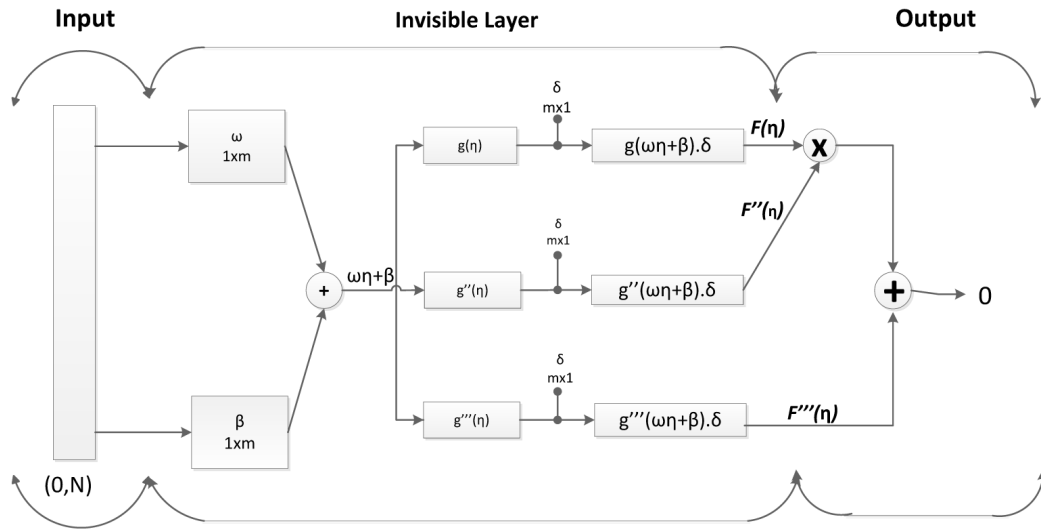 Input
Invisible Layer
Output
ω
1xm
g(η)
δ
mx1
g(ωη+β).δ
F(η)
x
F’’(η)
+
ωη+β
g’’(η)
δ
mx1
g’’(ωη+β).δ
+
0
β
1xm
g’’’(η)
δ
mx1
g’’’(ωη+β).δ
F’’’(η)
(0,N)